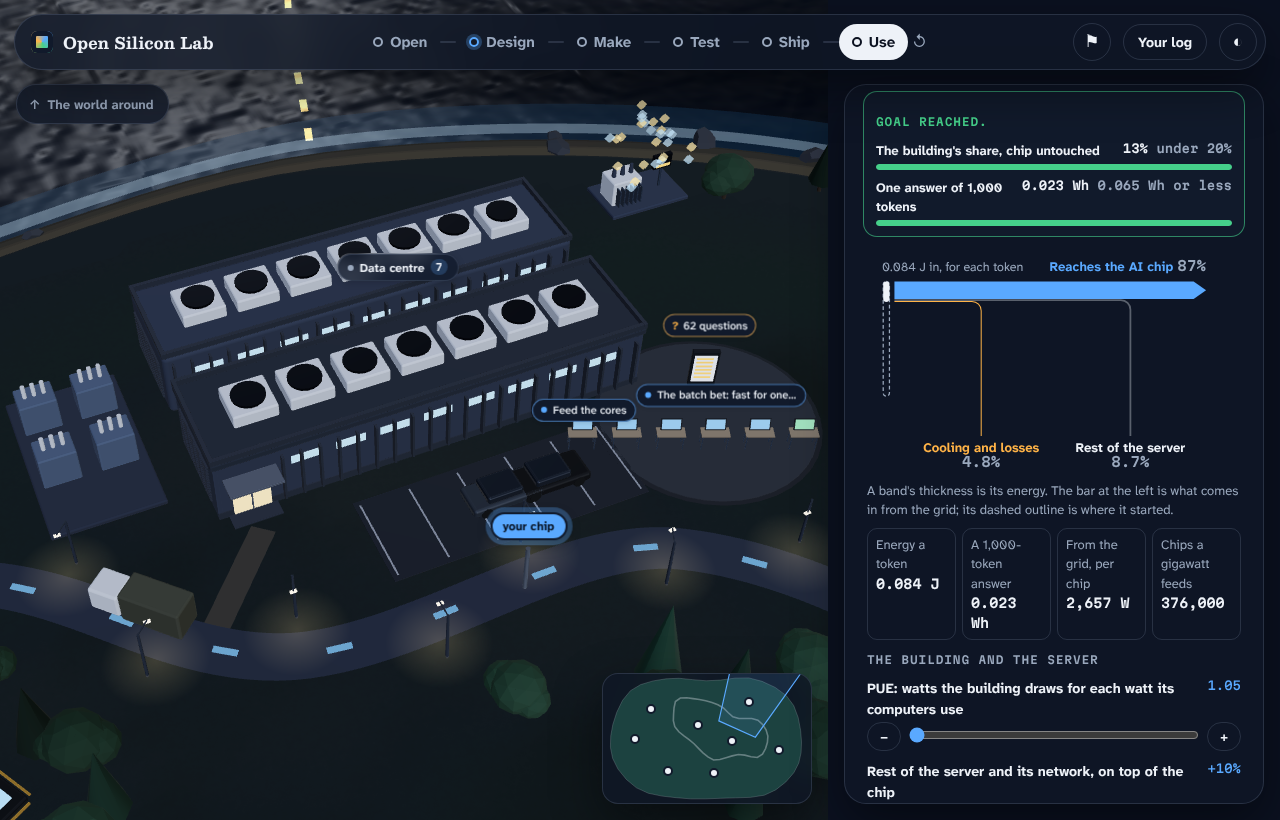 Open Silicon Lab
Open
Design
Make
Test
Ship
Use
Your log
↑ The world around
Data centre 7
? 62 questions
The batch bet: fast for one…
Feed the cores
your chip
GOAL REACHED.
The building's share, chip untouched 13% under 20%
One answer of 1,000 tokens 0.023 Wh 0.065 Wh or less
0.084 J in, for each token
Reaches the AI chip 87%
Cooling and losses
4.8%
Rest of the server
8.7%
A band's thickness is its energy. The bar at the left is what comes
in from the grid; its dashed outline is where it started.
Energy a
token
0.084 J
A 1,000-
token
answer
0.023
Wh
From the
grid, per
chip
2,657 W
Chips a
gigawatt
feeds
376,000
THE BUILDING AND THE SERVER
PUE: watts the building draws for each watt its
computers use
1.05
−
+
Rest of the server and its network, on top of the
chip
+10%